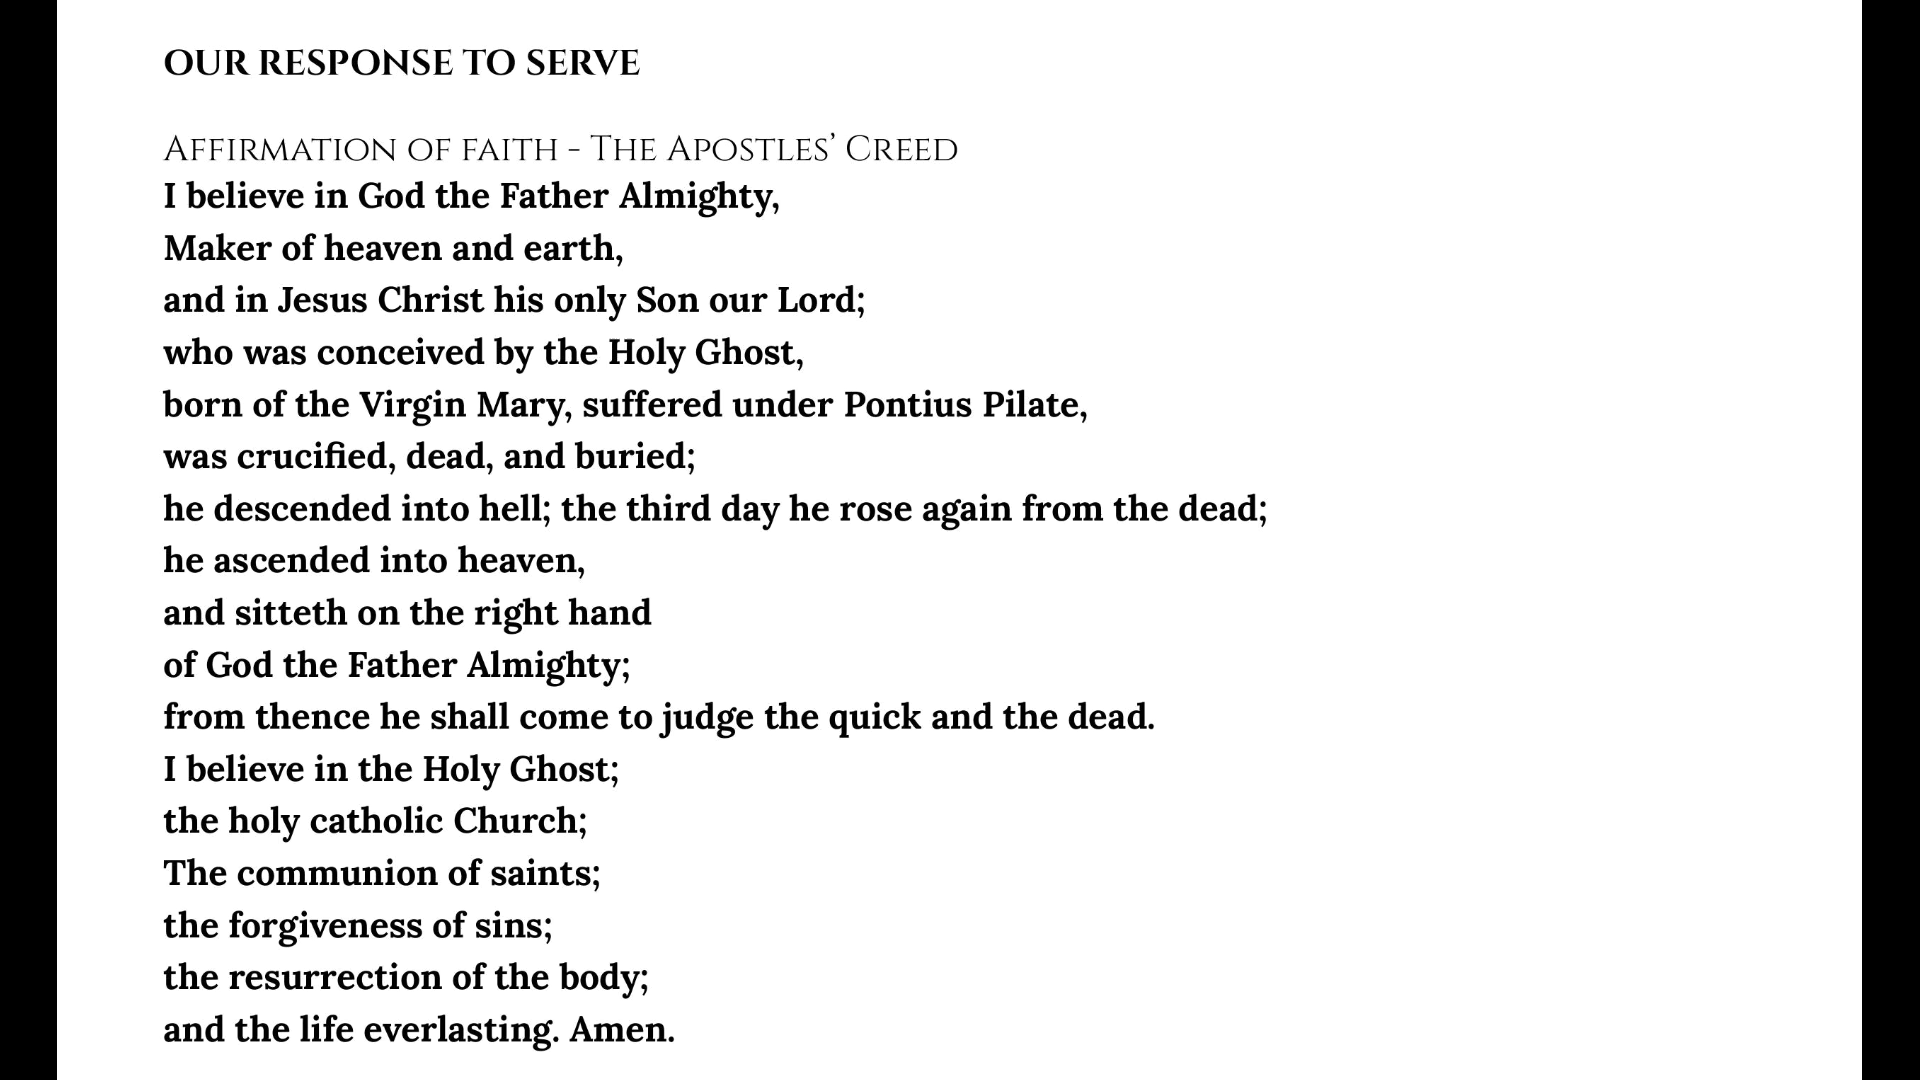 OUR RESPONSE TO SERVE
Affirmation of faith - The Apostles’ Creed
I believe in God the Father Almighty,
Maker of heaven and earth,
and in Jesus Christ his only Son our Lord;
who was conceived by the Holy Ghost,
born of the Virgin Mary, suffered under Pontius Pilate,
was crucified, dead, and buried;
he descended into hell; the third day he rose again from the dead;
he ascended into heaven,
and sitteth on the right hand
of God the Father Almighty;
from thence he shall come to judge the quick and the dead.
I believe in the Holy Ghost;
the holy catholic Church;
The communion of saints;
the forgiveness of sins;
the resurrection of the body;
and the life everlasting. Amen.